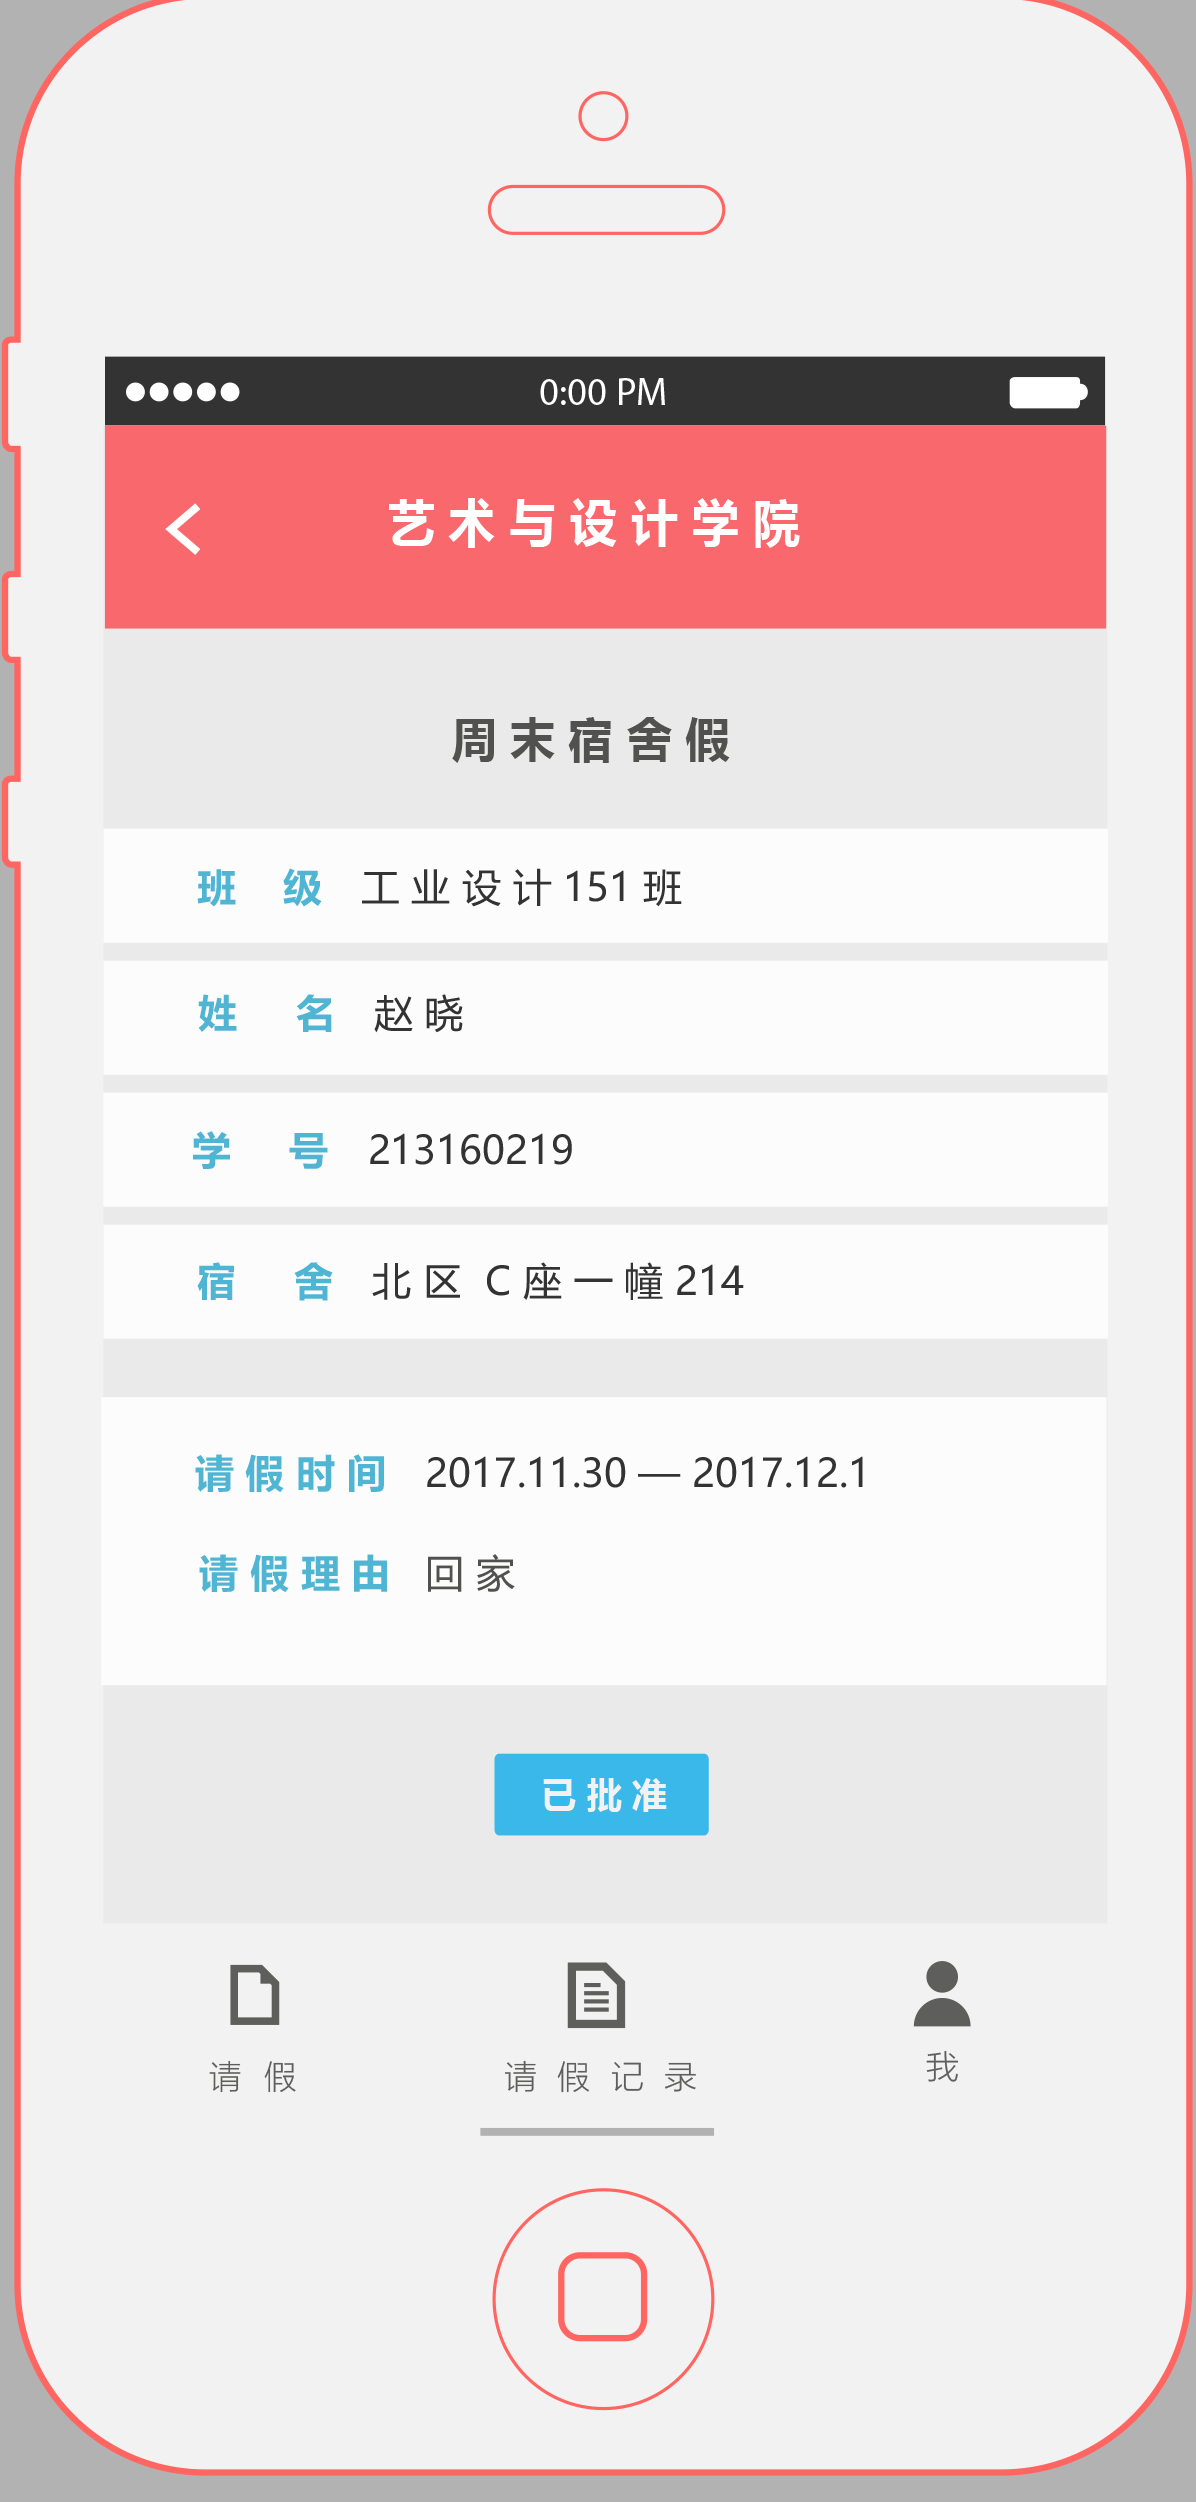 0:00 PM
艺术与设计学院
周末宿舍假
班 级 工业设计151班
姓 名 赵晓
学 号 213160219
宿 舍 北区 C座一幢214
请假时间 2017.11.30 — 2017.12.1
请假理由 回家
已批准
请假 请假记录 我